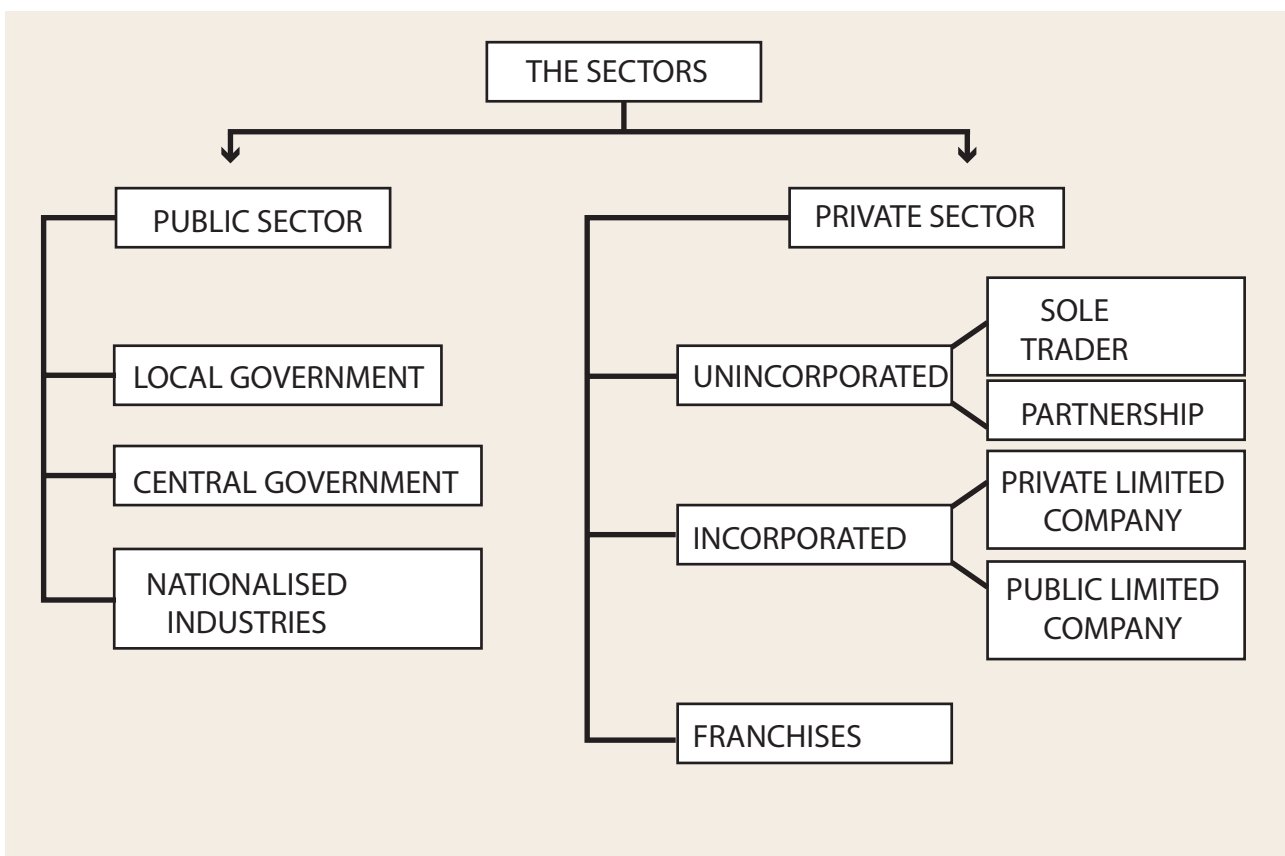 THE SECTORS
PUBLIC SECTOR
LOCAL GOVERNMENT
CENTRAL GOVERNMENT
NATIONALISED
INDUSTRIES
PRIVATE SECTOR
UNINCORPORATED
SOLE
TRADER
PARTNERSHIP
INCORPORATED
PRIVATE LIMITED
COMPANY
PUBLIC LIMITED
COMPANY
FRANCHISES